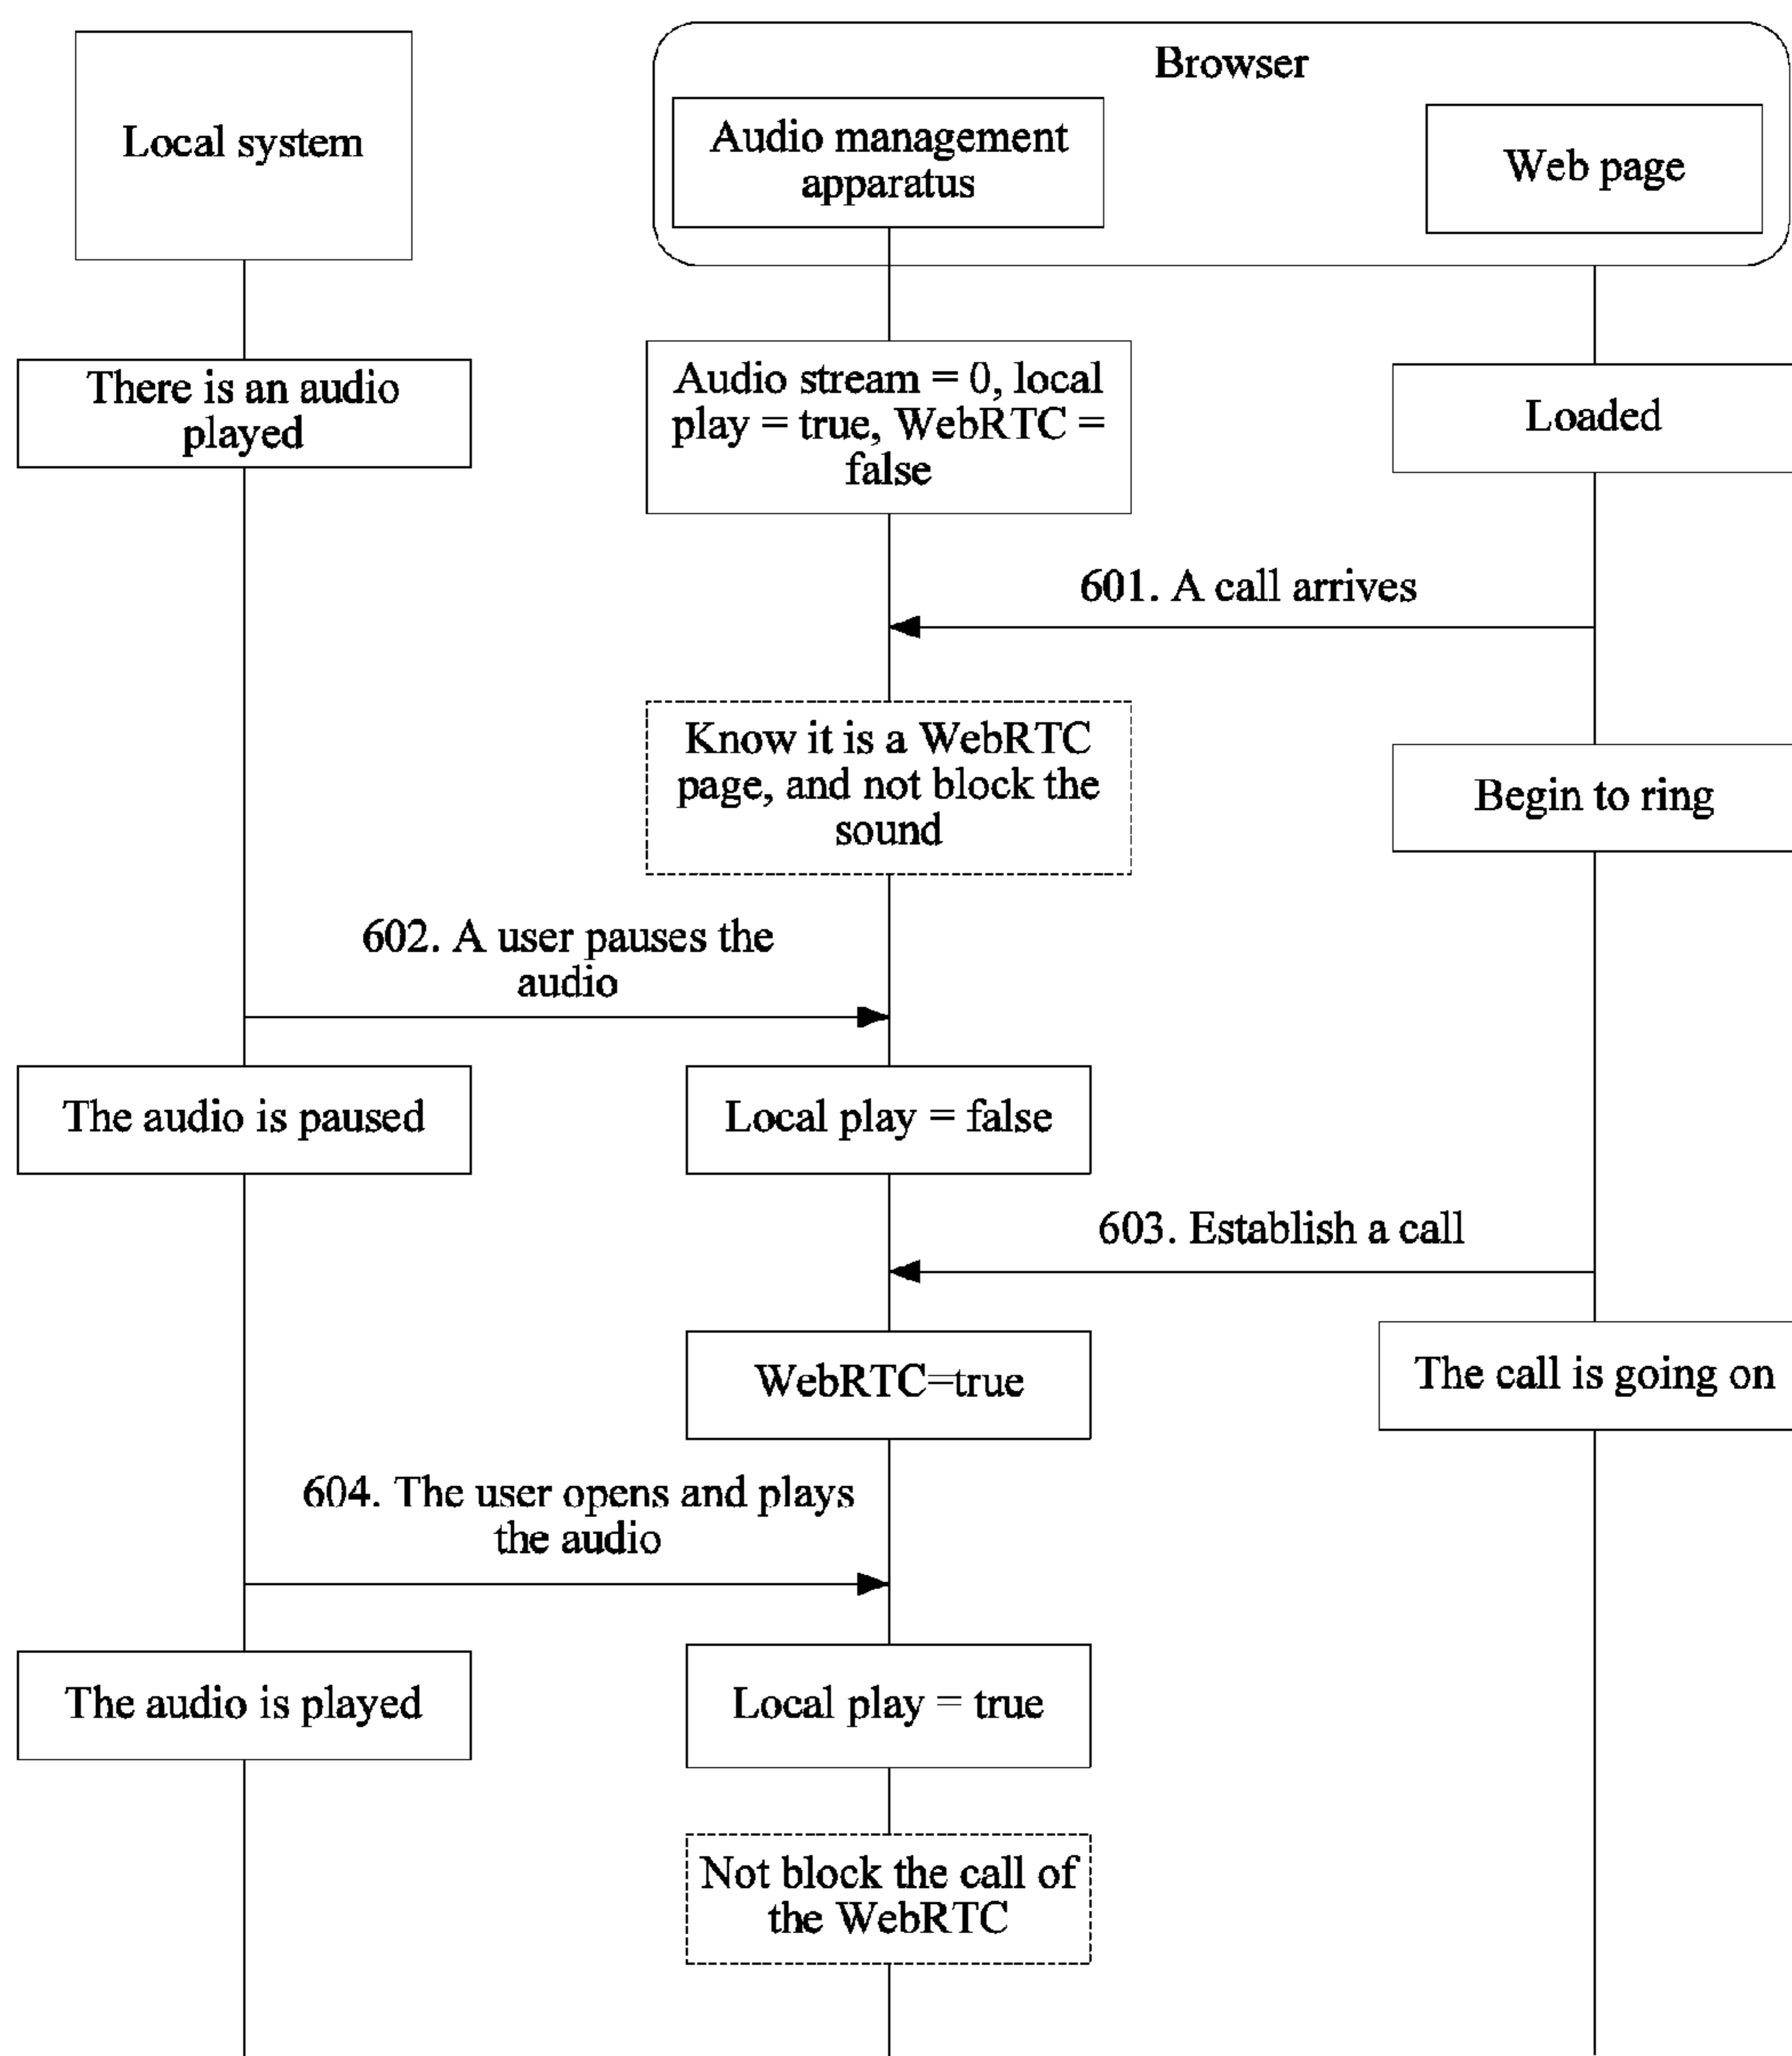 Browser
Local system
Audio management
apparatus
Web page
There is an audio
played
Audio stream = 0, local
play = true, WebRTC =
false
Loaded
601. A call arrives
Know it is a WebRTC
page, and not block the
sound
Begin to ring
602. A user pauses the
audio
The audio is paused
Local play = false
603. Establish a call
WebRTC=true
The call is going on
604. The user opens and plays
the audio
The audio is played
Local play = true
Not block the call of
the WebRTC